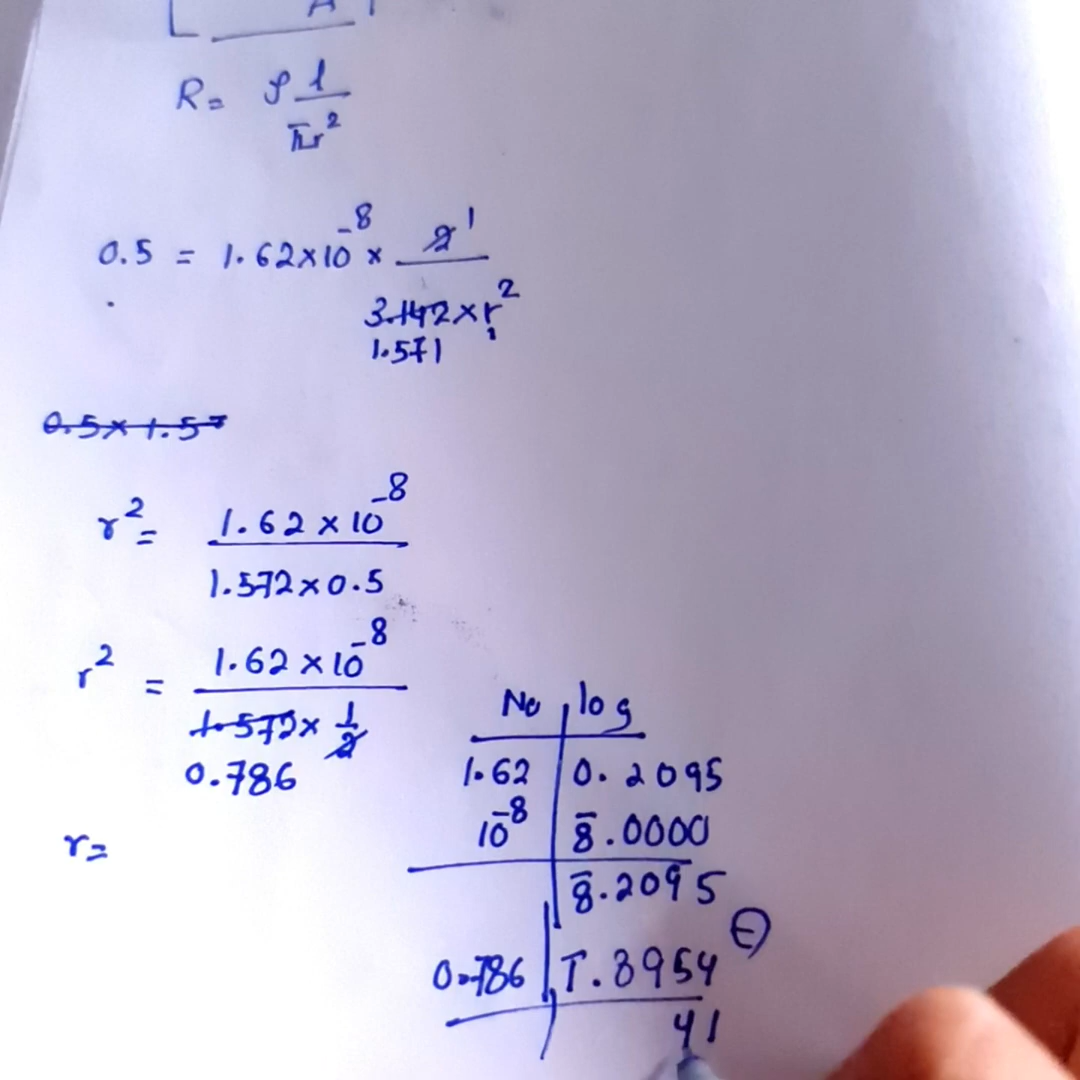 A
R = ρ l / πr²
0.5 = 1.62×10⁻⁸ × 2 1 / 3.142×r²
1.571
0.5×1.57
r² = 1.62×10⁻⁸ / 1.572×0.5
r² = 1.62×10⁻⁸ / 1.572× 1/2
0.786
No log
1.62 0.2095
10⁻⁸ 8̅.0000
8̅.2095
r=
0.786 1̅.8954 (−)
41